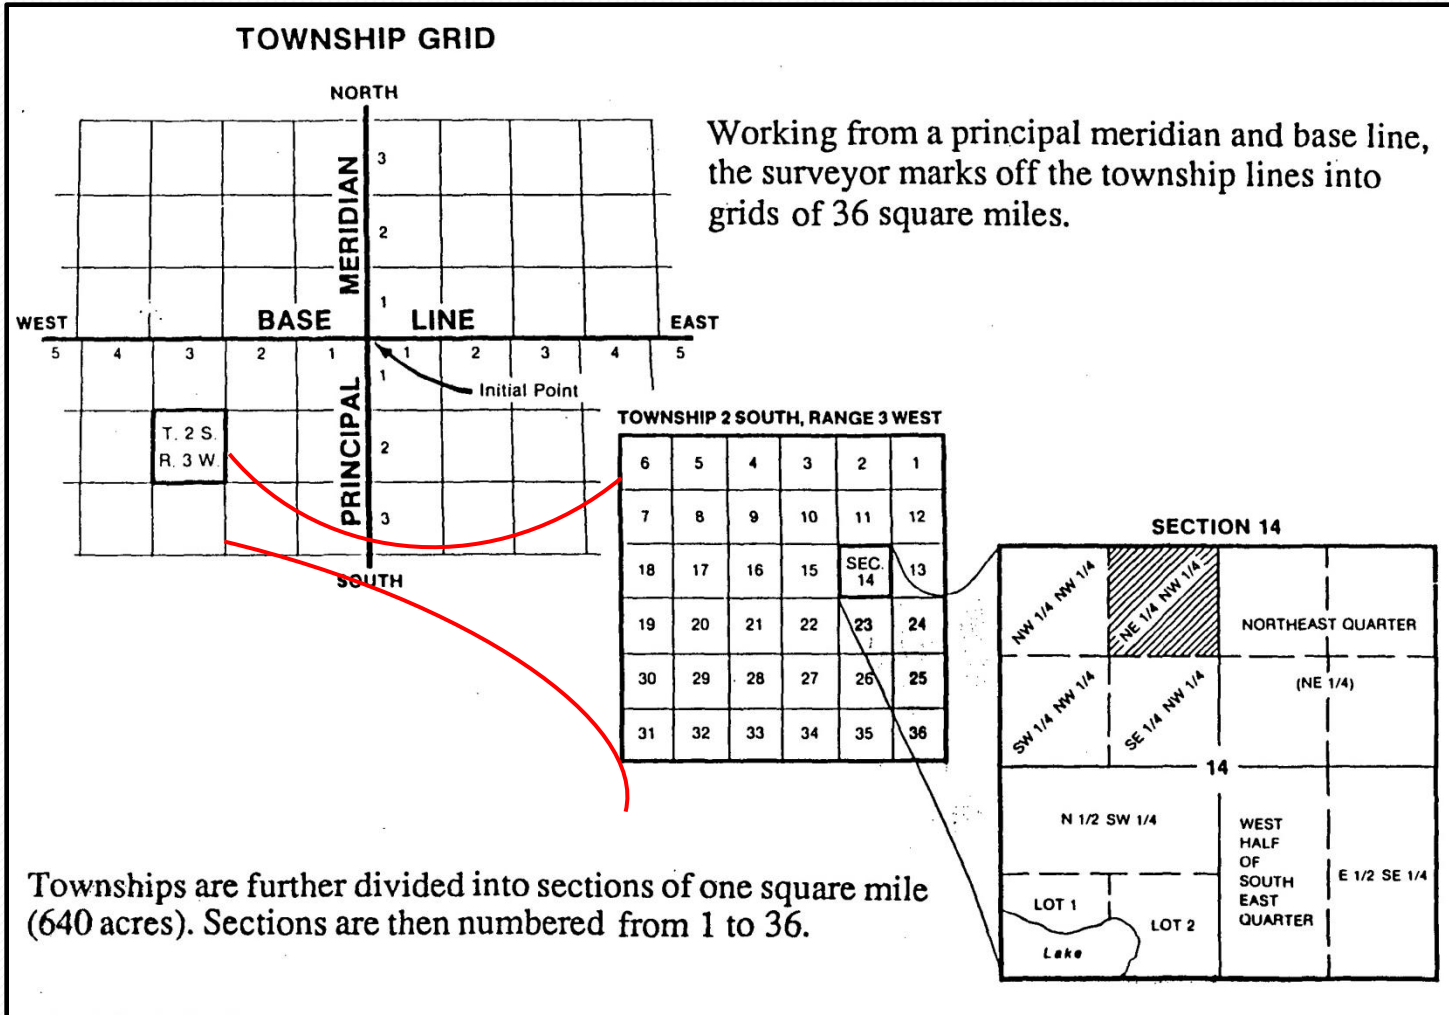 TOWNSHIP GRID
NORTH
Working from a principal meridian and base line,
the surveyor marks off the township lines into
grids of 36 square miles.
PRINCIPAL MERIDIAN
3
2
1
WEST
BASE LINE
EAST
5 4 3 2 1 1 2 3 4 5
1
Initial Point
T. 2 S.
R. 3 W.
2
3
SOUTH
TOWNSHIP 2 SOUTH, RANGE 3 WEST
6 5 4 3 2 1
7 8 9 10 11 12
18 17 16 15 SEC. 14 13
19 20 21 22 23 24
30 29 28 27 26 25
31 32 33 34 35 36
SECTION 14
NW 1/4 NW 1/4
NE 1/4 NW 1/4
NORTHEAST QUARTER
(NE 1/4)
SW 1/4 NW 1/4
SE 1/4 NW 1/4
14
N 1/2 SW 1/4
WEST
HALF
OF
SOUTH
EAST
QUARTER
E 1/2 SE 1/4
LOT 1
LOT 2
Lake
Townships are further divided into sections of one square mile
(640 acres). Sections are then numbered from 1 to 36.